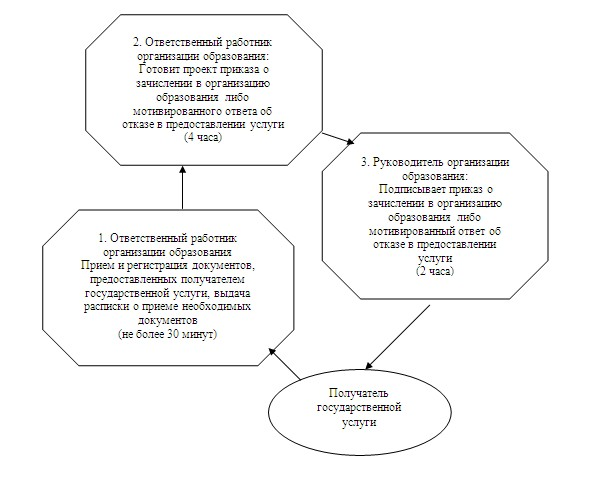 2. Ответственный работник
организации образования:
Готовит проект приказа о
зачислении в организацию
образования либо
мотивированного ответа об
отказе в предоставлении услуги
(4 часа)
3. Руководитель организации
образования:
Подписывает приказ о
зачислении в организацию
образования либо
мотивированный ответ об
отказе в предоставлении
услуги
(2 часа)
1. Ответственный работник
организации образования
Прием и регистрация документов,
предоставленных получателем
государственной услуги, выдача
расписки о приеме необходимых
документов
(не более 30 минут)
Получатель
государственной
услуги